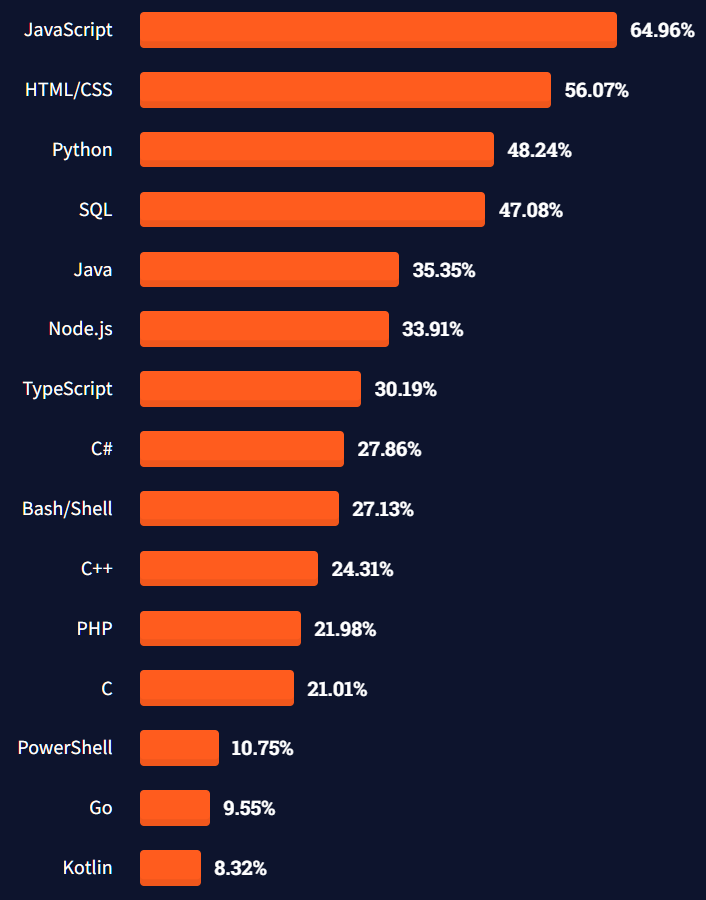 JavaScript 64.96%
HTML/CSS 56.07%
Python 48.24%
SQL 47.08%
Java 35.35%
Node.js 33.91%
TypeScript 30.19%
C# 27.86%
Bash/Shell 27.13%
C++ 24.31%
PHP 21.98%
C 21.01%
PowerShell 10.75%
Go 9.55%
Kotlin 8.32%